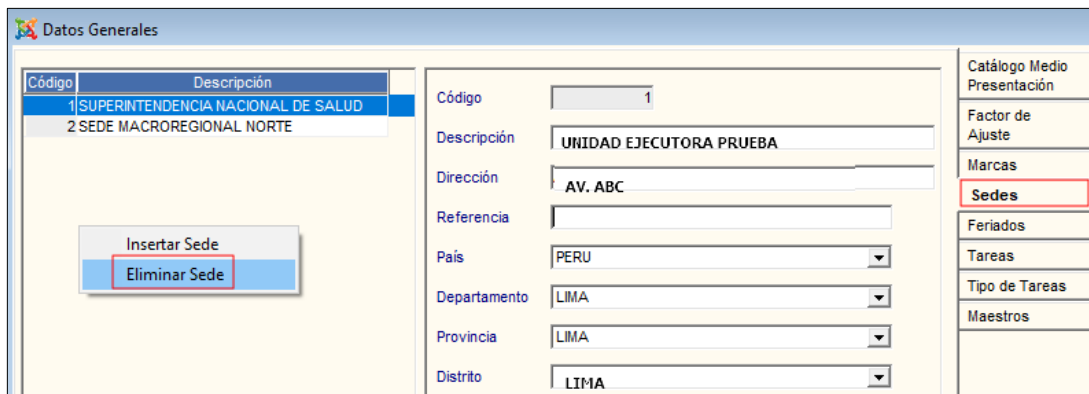 Datos Generales
Código Descripción
1 SUPERINTENDENCIA NACIONAL DE SALUD
2 SEDE MACROREGIONAL NORTE
Insertar Sede
Eliminar Sede
Código 1
Descripción UNIDAD EJECUTORA PRUEBA
Dirección AV. ABC
Referencia
País PERU
Departamento LIMA
Provincia LIMA
Distrito LIMA
Catálogo Medio
Presentación
Factor de
Ajuste
Marcas
Sedes
Feriados
Tareas
Tipo de Tareas
Maestros